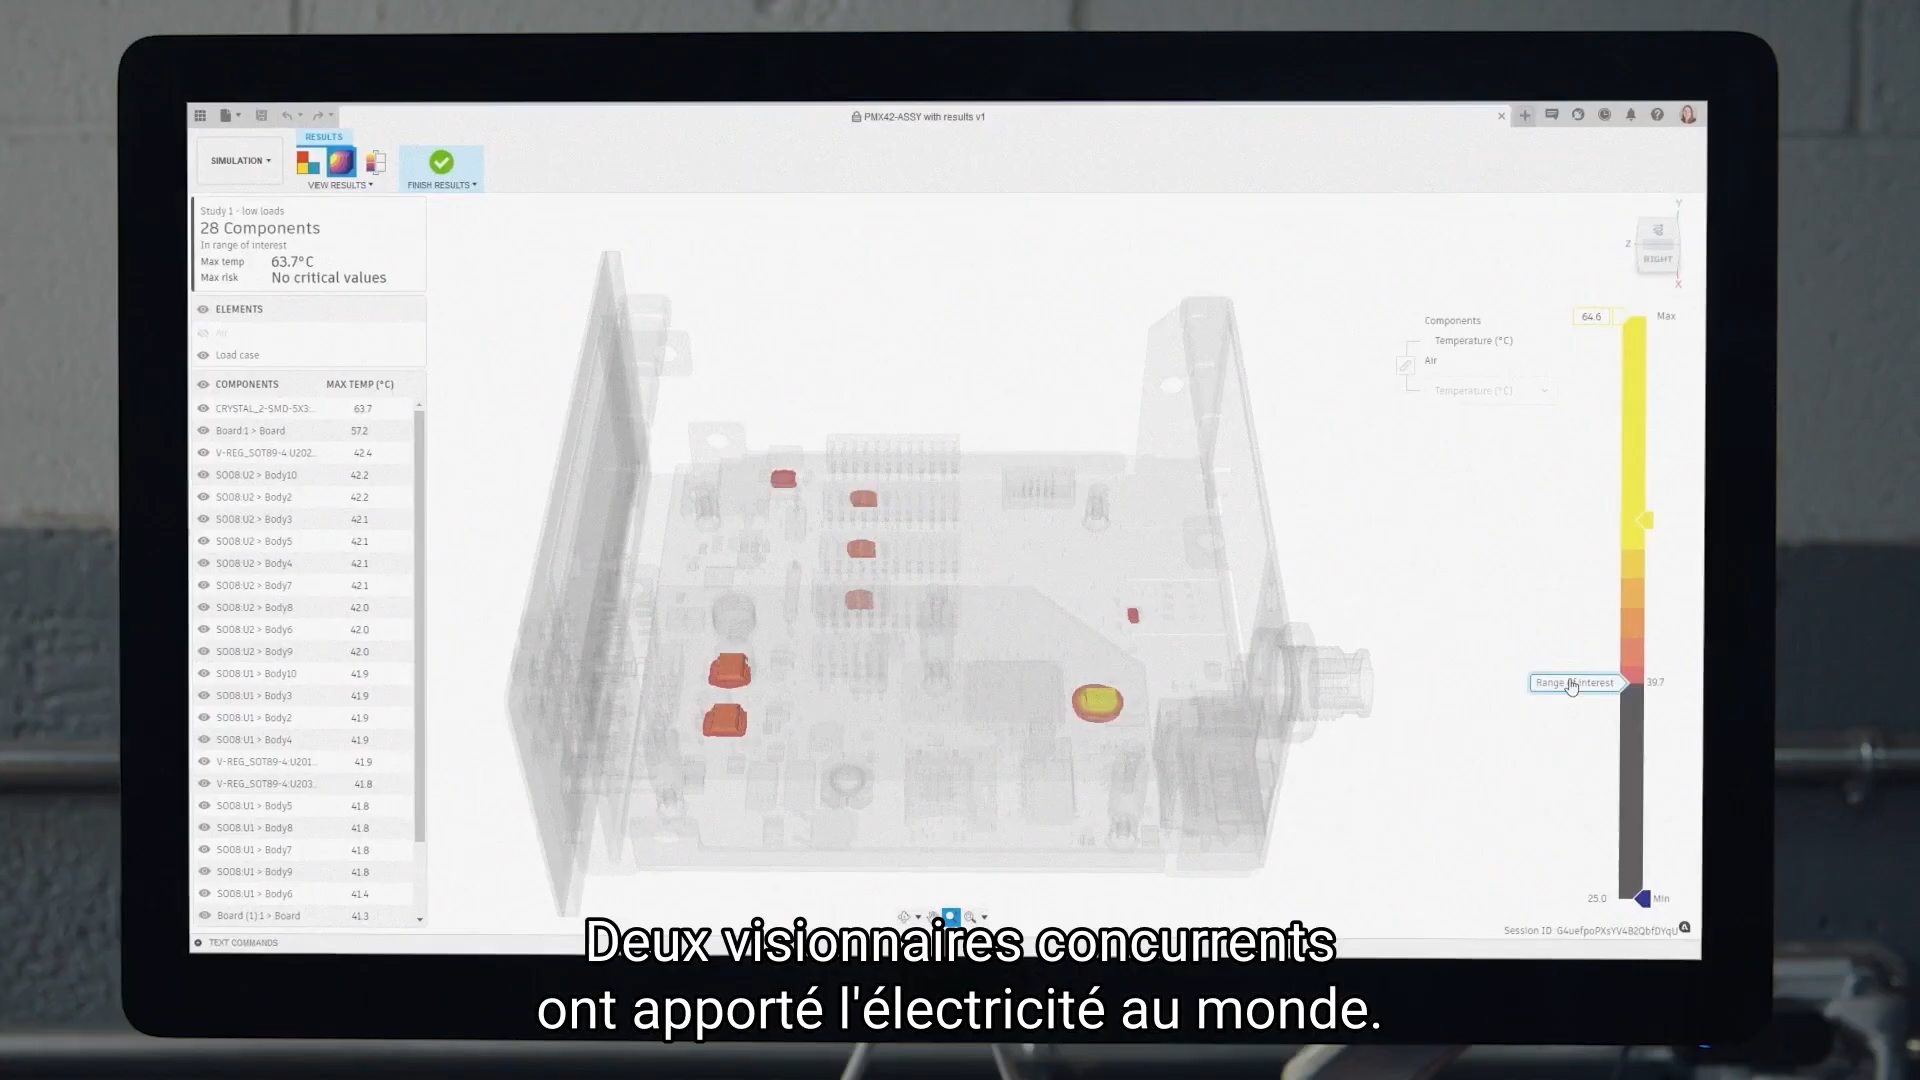 PMX42-ASSY with results v1
RESULTS
SIMULATION
VIEW RESULTS
FINISH RESULTS
Study 1 - low loads
28 Components
In range of interest
Max temp 63.7°C
Max risk No critical values
ELEMENTS
Air
Load case
COMPONENTS MAX TEMP (°C)
CRYSTAL_2-SMD-5X3:... 63.7
Board:1 > Board 57.2
V-REG_SOT89-4:U202... 42.4
SO08:U2 > Body10 42.2
SO08:U2 > Body2 42.2
SO08:U2 > Body3 42.1
SO08:U2 > Body5 42.1
SO08:U2 > Body4 42.1
SO08:U2 > Body7 42.1
SO08:U2 > Body8 42.0
SO08:U2 > Body6 42.0
SO08:U2 > Body9 42.0
SO08:U1 > Body10 41.9
SO08:U1 > Body3 41.9
SO08:U1 > Body2 41.9
SO08:U1 > Body4 41.9
V-REG_SOT89-4:U201... 41.9
V-REG_SOT89-4:U203... 41.8
SO08:U1 > Body5 41.8
SO08:U1 > Body8 41.8
SO08:U1 > Body7 41.8
SO08:U1 > Body9 41.8
SO08:U1 > Body6 41.4
Board (1):1 > Board 41.3
TEXT COMMANDS
Y
Z
RIGHT
X
Components
Temperature (°C)
Air
Temperature (°C)
64.6 Max
Range of interest 39.7
25.0 Min
Session ID: G4uefpoPXsYV4B2QbfDYqU
Deux visionnaires concurrents
ont apporté l'électricité au monde.